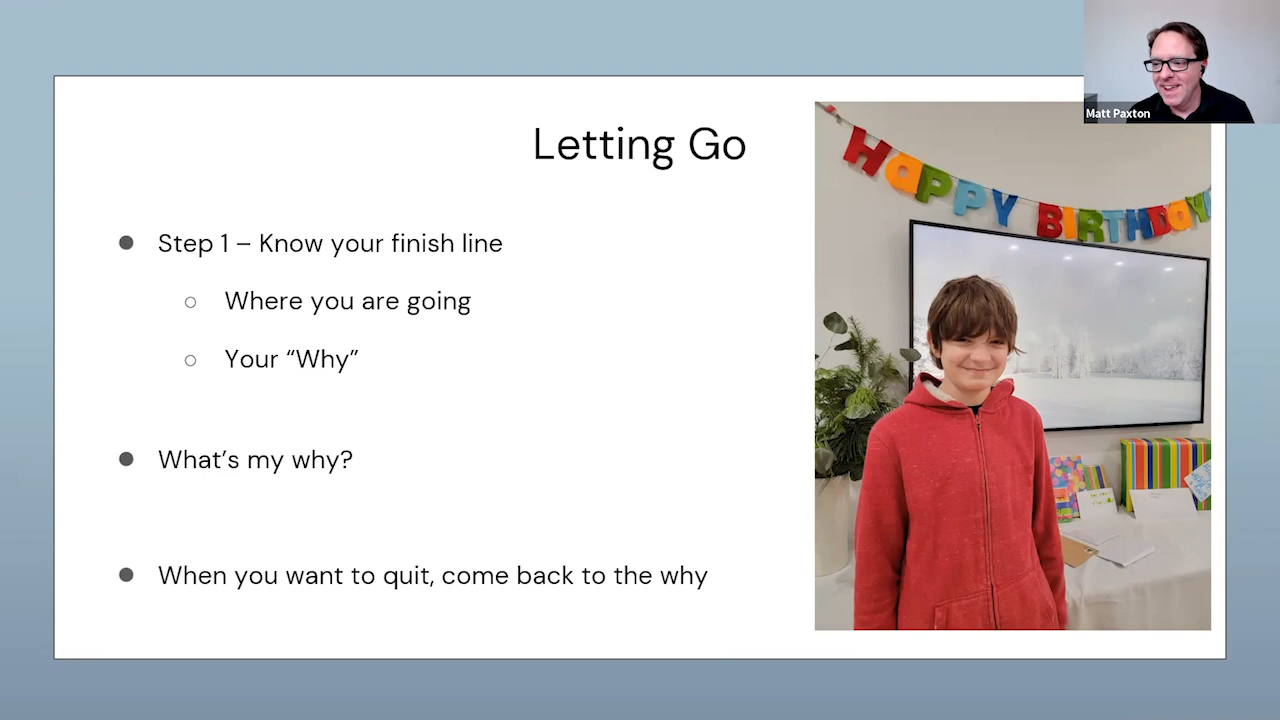 Letting Go
Step 1 – Know your finish line
Where you are going
Your “Why”
What’s my why?
When you want to quit, come back to the why
HAPPY BIRTHDAY!
Matt Paxton